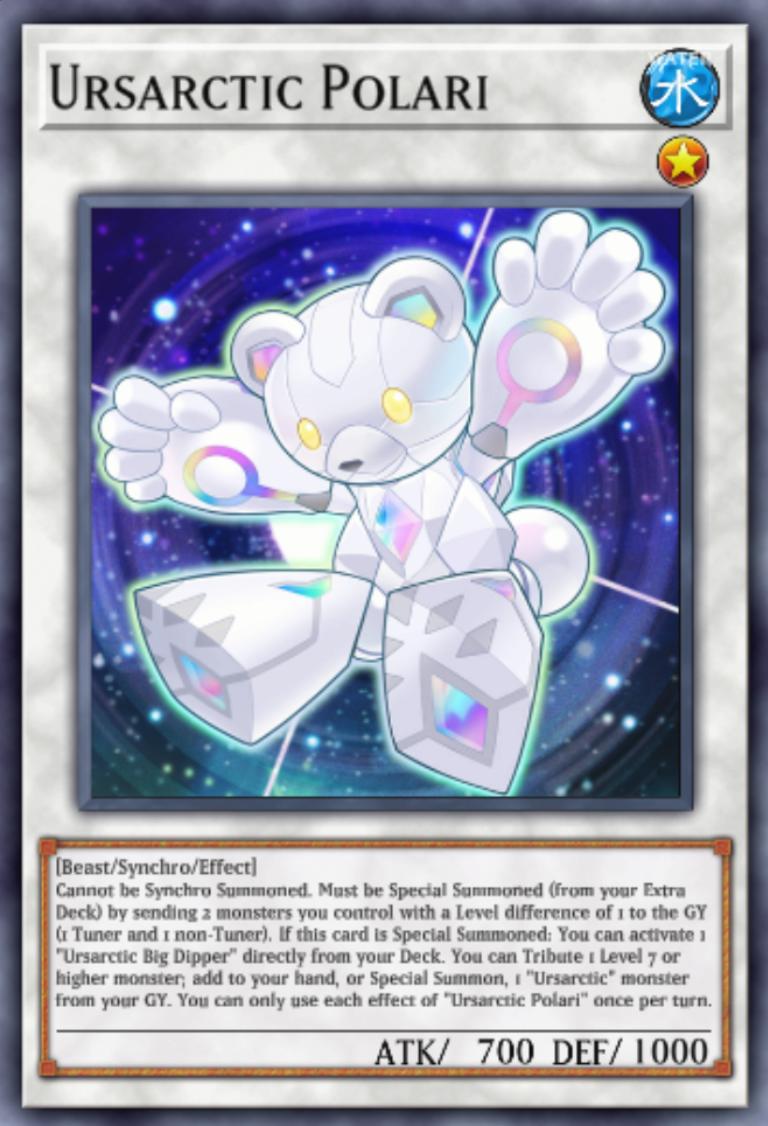 URSARCTIC POLARI
WATER
水
[Beast/Synchro/Effect]
Cannot be Synchro Summoned. Must be Special Summoned (from your Extra
Deck) by sending 2 monsters you control with a Level difference of 1 to the GY
(1 Tuner and 1 non-Tuner). If this card is Special Summoned: You can activate 1
"Ursarctic Big Dipper" directly from your Deck. You can Tribute 1 Level 7 or
higher monster; add to your hand, or Special Summon, 1 "Ursarctic" monster
from your GY. You can only use each effect of "Ursarctic Polari" once per turn.
ATK/ 700 DEF/ 1000